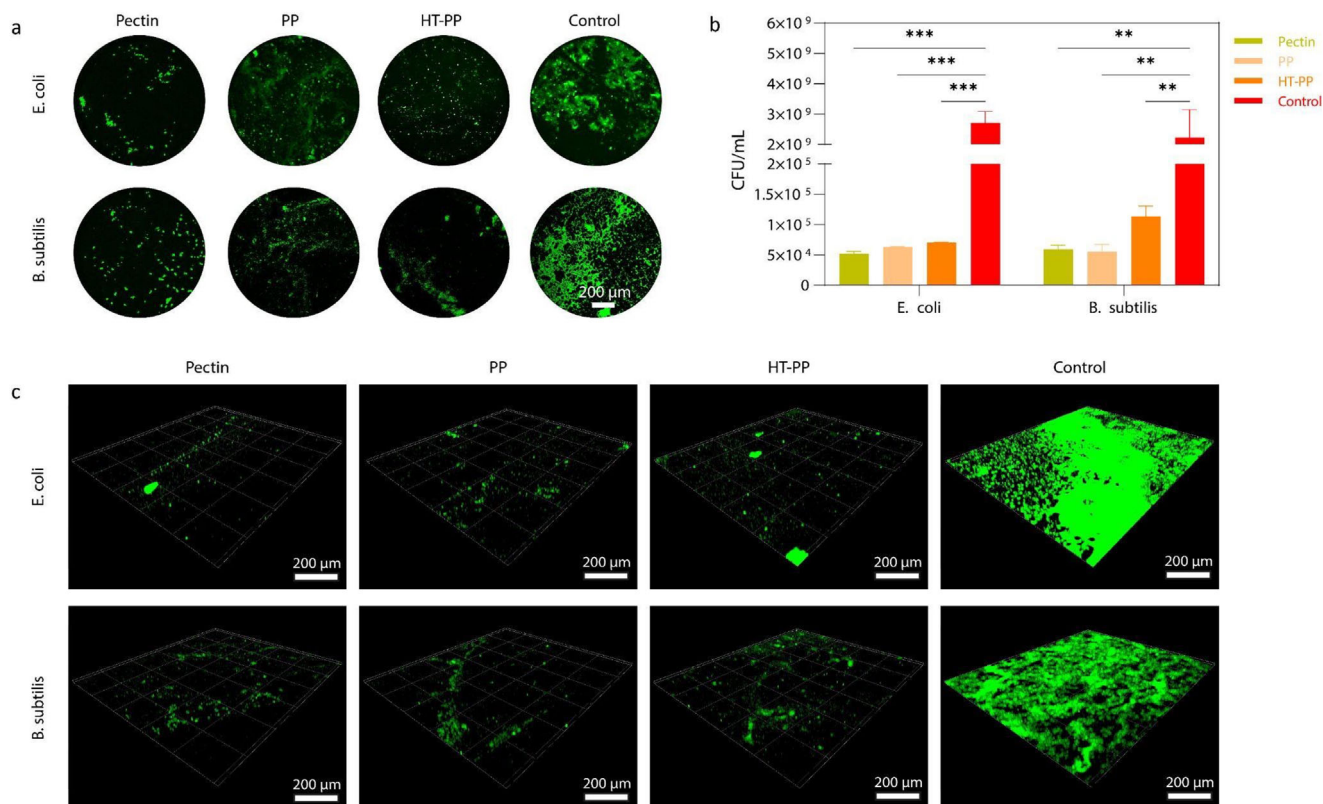 a
Pectin PP HT-PP Control
E. coli
B. subtilis
200 μm
b
CFU/mL
6×10⁹
5×10⁹
4×10⁹
3×10⁹
2×10⁹
2×10⁵
1.5×10⁵
1×10⁵
5×10⁴
0
*** **
*** **
*** **
E. coli B. subtilis
Pectin
PP
HT-PP
Control
c
Pectin PP HT-PP Control
E. coli
200 μm 200 μm 200 μm 200 μm
B. subtilis
200 μm 200 μm 200 μm 200 μm